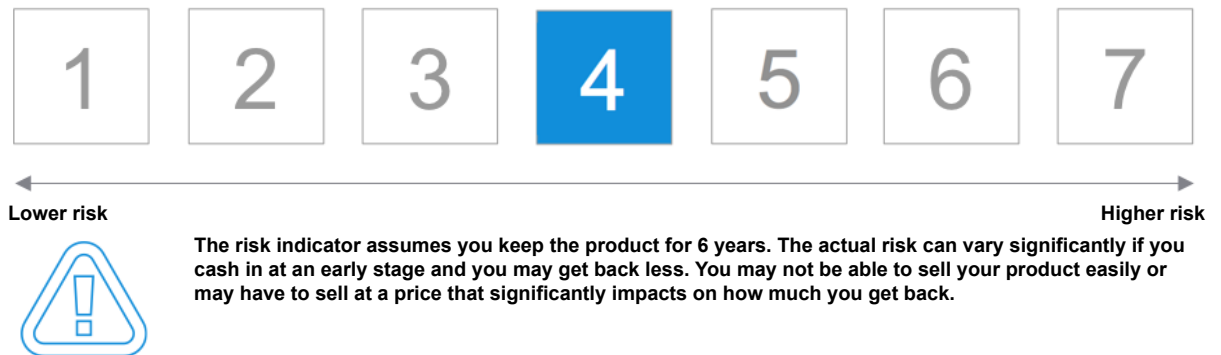 1 2 3 4 5 6 7
Lower risk Higher risk
The risk indicator assumes you keep the product for 6 years. The actual risk can vary significantly if you
cash in at an early stage and you may get back less. You may not be able to sell your product easily or
may have to sell at a price that significantly impacts on how much you get back.